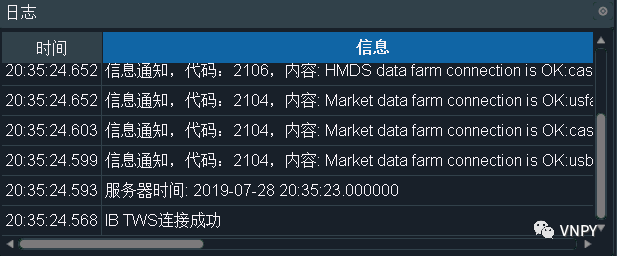 日志
时间 信息
20:35:24.652 信息通知，代码：2106，内容: HMDS data farm connection is OK:cas
20:35:24.652 信息通知，代码：2104，内容: Market data farm connection is OK:usfa
20:35:24.603 信息通知，代码：2104，内容: Market data farm connection is OK:cas
20:35:24.599 信息通知，代码：2104，内容: Market data farm connection is OK:usb
20:35:24.593 服务器时间: 2019-07-28 20:35:23.000000
20:35:24.568 IB TWS连接成功
VNPY